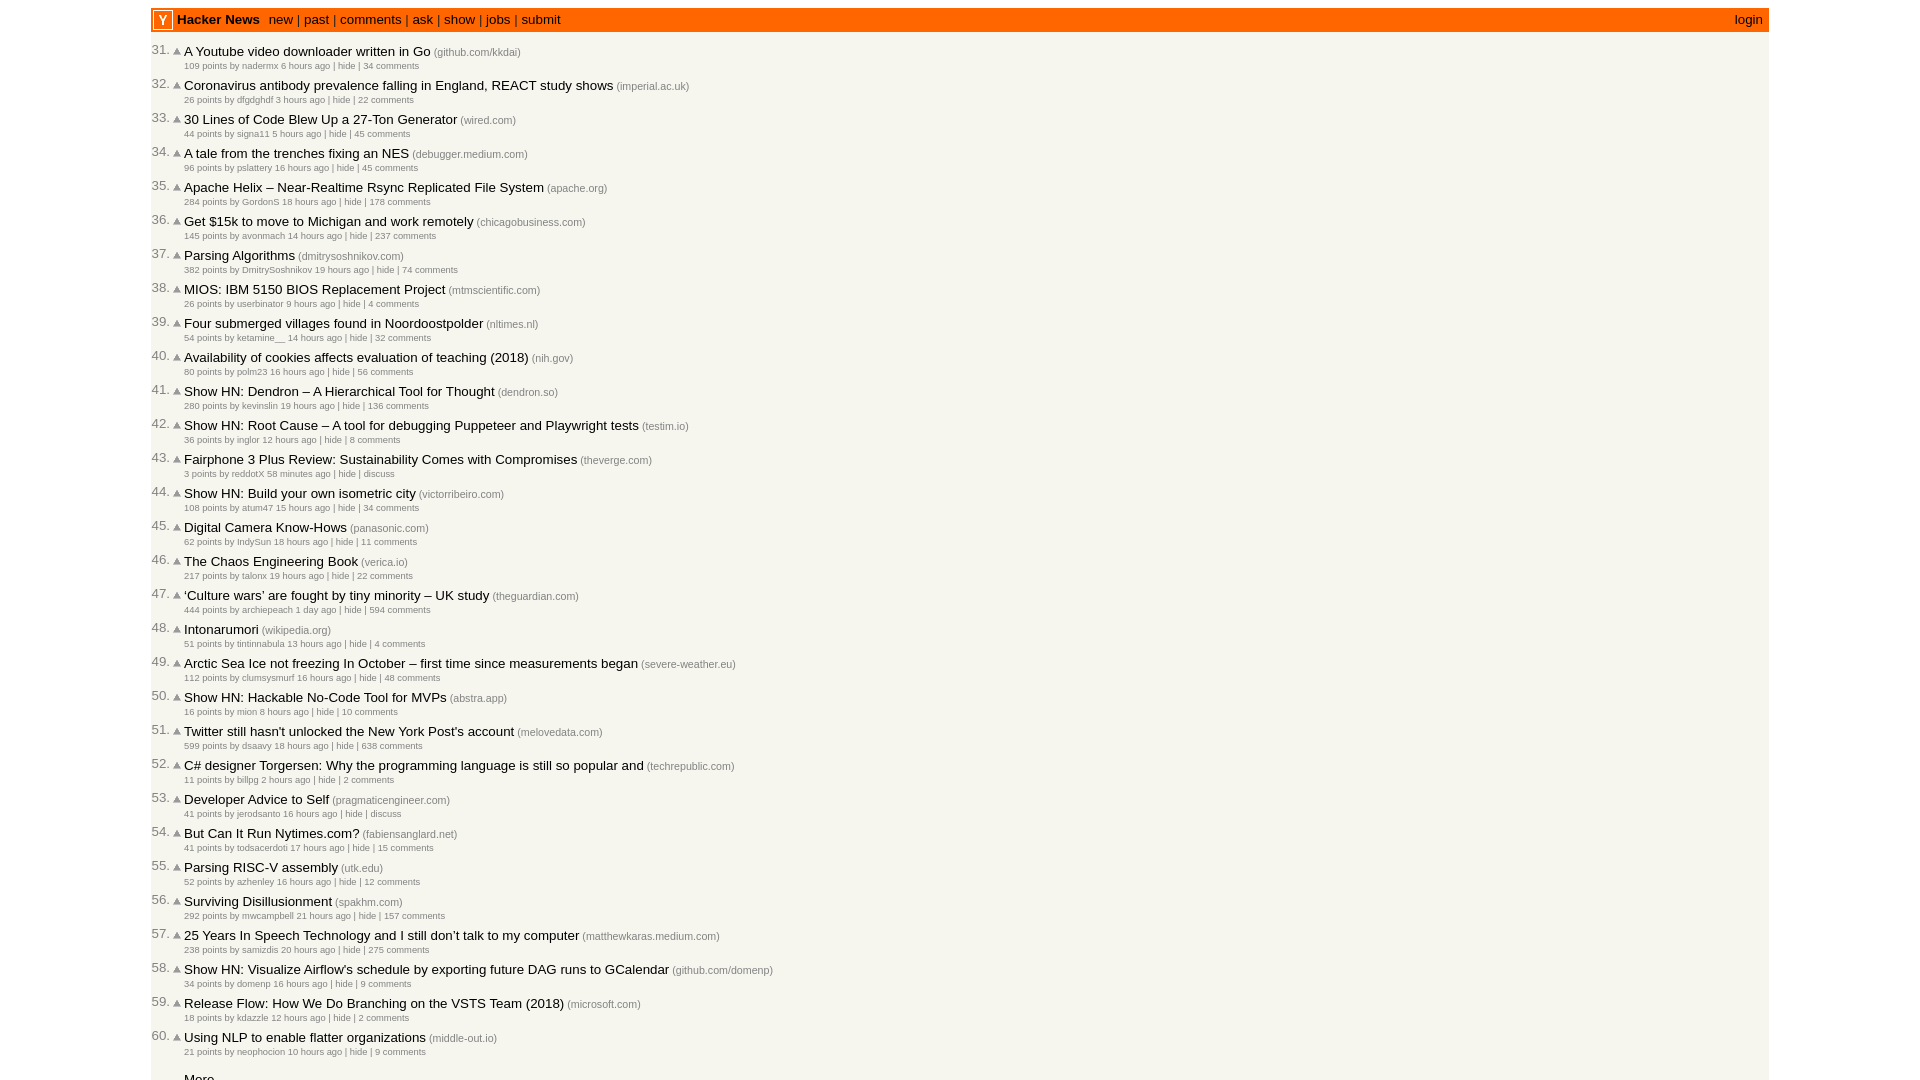 Y Hacker News new | past | comments | ask | show | jobs | submit login
31. A Youtube video downloader written in Go (github.com/kkdai)
109 points by nadermx 6 hours ago | hide | 34 comments
32. Coronavirus antibody prevalence falling in England, REACT study shows (imperial.ac.uk)
26 points by dfgdghdf 3 hours ago | hide | 22 comments
33. 30 Lines of Code Blew Up a 27-Ton Generator (wired.com)
44 points by signa11 5 hours ago | hide | 45 comments
34. A tale from the trenches fixing an NES (debugger.medium.com)
96 points by pslattery 16 hours ago | hide | 45 comments
35. Apache Helix – Near-Realtime Rsync Replicated File System (apache.org)
284 points by GordonS 18 hours ago | hide | 178 comments
36. Get $15k to move to Michigan and work remotely (chicagobusiness.com)
145 points by avonmach 14 hours ago | hide | 237 comments
37. Parsing Algorithms (dmitrysoshnikov.com)
382 points by DmitrySoshnikov 19 hours ago | hide | 74 comments
38. MIOS: IBM 5150 BIOS Replacement Project (mtmscientific.com)
26 points by userbinator 9 hours ago | hide | 4 comments
39. Four submerged villages found in Noordoostpolder (nltimes.nl)
54 points by ketamine__ 14 hours ago | hide | 32 comments
40. Availability of cookies affects evaluation of teaching (2018) (nih.gov)
80 points by polm23 16 hours ago | hide | 56 comments
41. Show HN: Dendron – A Hierarchical Tool for Thought (dendron.so)
280 points by kevinslin 19 hours ago | hide | 136 comments
42. Show HN: Root Cause – A tool for debugging Puppeteer and Playwright tests (testim.io)
36 points by inglor 12 hours ago | hide | 8 comments
43. Fairphone 3 Plus Review: Sustainability Comes with Compromises (theverge.com)
3 points by reddotX 58 minutes ago | hide | discuss
44. Show HN: Build your own isometric city (victorribeiro.com)
108 points by atum47 15 hours ago | hide | 34 comments
45. Digital Camera Know-Hows (panasonic.com)
62 points by IndySun 18 hours ago | hide | 11 comments
46. The Chaos Engineering Book (verica.io)
217 points by talonx 19 hours ago | hide | 22 comments
47. ‘Culture wars’ are fought by tiny minority – UK study (theguardian.com)
444 points by archiepeach 1 day ago | hide | 594 comments
48. Intonarumori (wikipedia.org)
51 points by tintinnabula 13 hours ago | hide | 4 comments
49. Arctic Sea Ice not freezing In October – first time since measurements began (severe-weather.eu)
112 points by clumsysmurf 16 hours ago | hide | 48 comments
50. Show HN: Hackable No-Code Tool for MVPs (abstra.app)
16 points by mion 8 hours ago | hide | 10 comments
51. Twitter still hasn't unlocked the New York Post's account (melovedata.com)
599 points by dsaavy 18 hours ago | hide | 638 comments
52. C# designer Torgersen: Why the programming language is still so popular and (techrepublic.com)
11 points by billpg 2 hours ago | hide | 2 comments
53. Developer Advice to Self (pragmaticengineer.com)
41 points by jerodsanto 16 hours ago | hide | discuss
54. But Can It Run Nytimes.com? (fabiensanglard.net)
41 points by todsacerdoti 17 hours ago | hide | 15 comments
55. Parsing RISC-V assembly (utk.edu)
52 points by azhenley 16 hours ago | hide | 12 comments
56. Surviving Disillusionment (spakhm.com)
292 points by mwcampbell 21 hours ago | hide | 157 comments
57. 25 Years In Speech Technology and I still don’t talk to my computer (matthewkaras.medium.com)
238 points by samizdis 20 hours ago | hide | 275 comments
58. Show HN: Visualize Airflow's schedule by exporting future DAG runs to GCalendar (github.com/domenp)
34 points by domenp 16 hours ago | hide | 9 comments
59. Release Flow: How We Do Branching on the VSTS Team (2018) (microsoft.com)
18 points by kdazzle 12 hours ago | hide | 2 comments
60. Using NLP to enable flatter organizations (middle-out.io)
21 points by neophocion 10 hours ago | hide | 9 comments
More